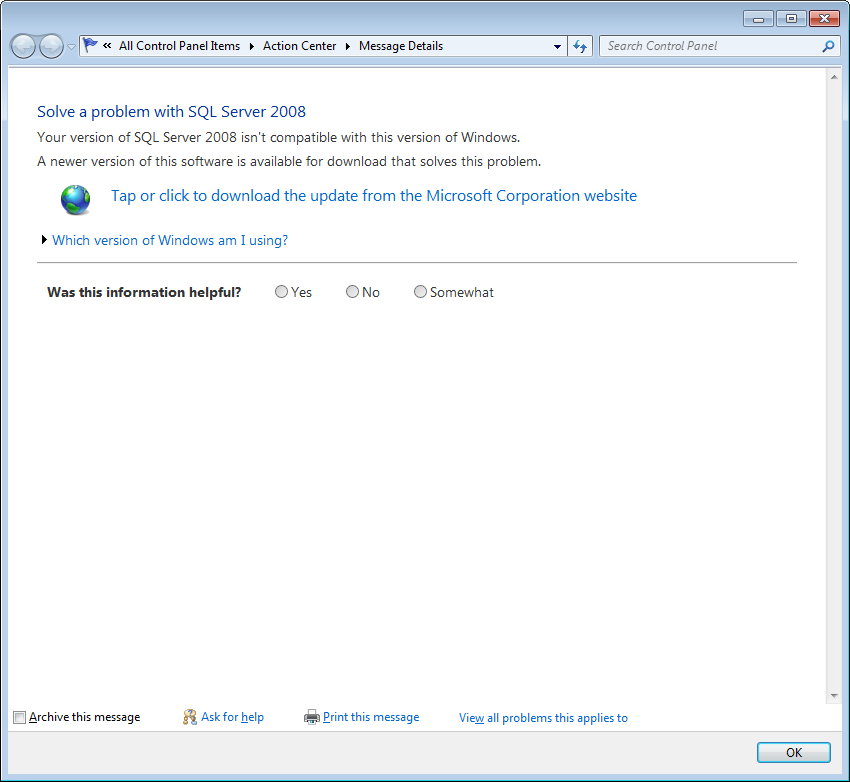 « All Control Panel Items Action Center Message Details Search Control Panel
Solve a problem with SQL Server 2008
Your version of SQL Server 2008 isn't compatible with this version of Windows.
A newer version of this software is available for download that solves this problem.
Tap or click to download the update from the Microsoft Corporation website
Which version of Windows am I using?
Was this information helpful? Yes No Somewhat
Archive this message Ask for help Print this message View all problems this applies to
OK